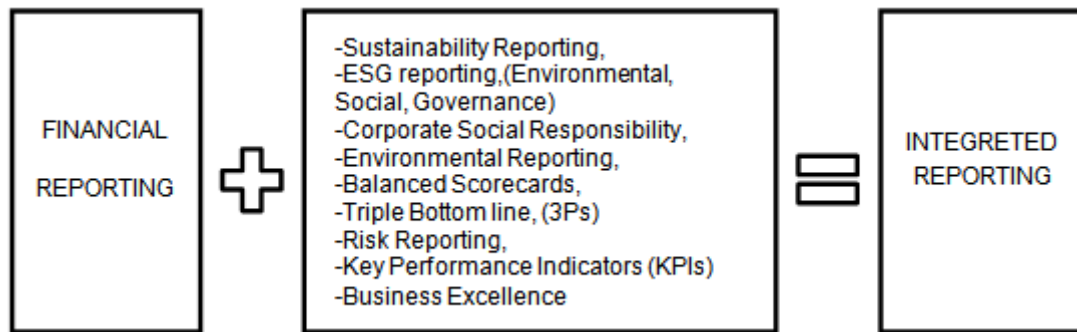 FINANCIAL
REPORTING
-Sustainability Reporting,
-ESG reporting,(Environmental,
Social, Governance)
-Corporate Social Responsibility,
-Environmental Reporting,
-Balanced Scorecards,
-Triple Bottom line, (3Ps)
-Risk Reporting,
-Key Performance Indicators (KPIs)
-Business Excellence
INTEGRETED
REPORTING